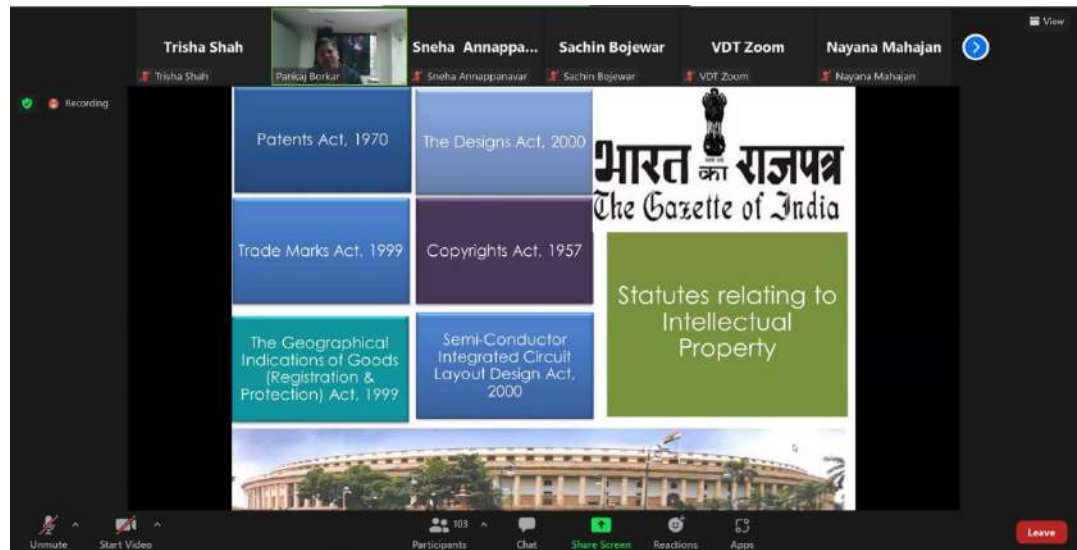 View
Trisha Shah
Sneha Annappa...
Sachin Bojewar
VDT Zoom
Nayana Mahajan
Trisha Shah
Pankaj Borkar
Sneha Annappanavar
Sachin Bojewar
VDT Zoom
Nayana Mahajan
Recording
Patents Act, 1970
The Designs Act, 2000
भारत का राजपत्र
The Gazette of India
Trade Marks Act, 1999
Copyrights Act, 1957
Statutes relating to
Intellectual
Property
The Geographical
Indications of Goods
(Registration &
Protection) Act, 1999
Semi-Conductor
Integrated Circuit
Layout Design Act,
2000
Unmute
Start Video
103
Participants
Chat
Share Screen
Reactions
Apps
Leave